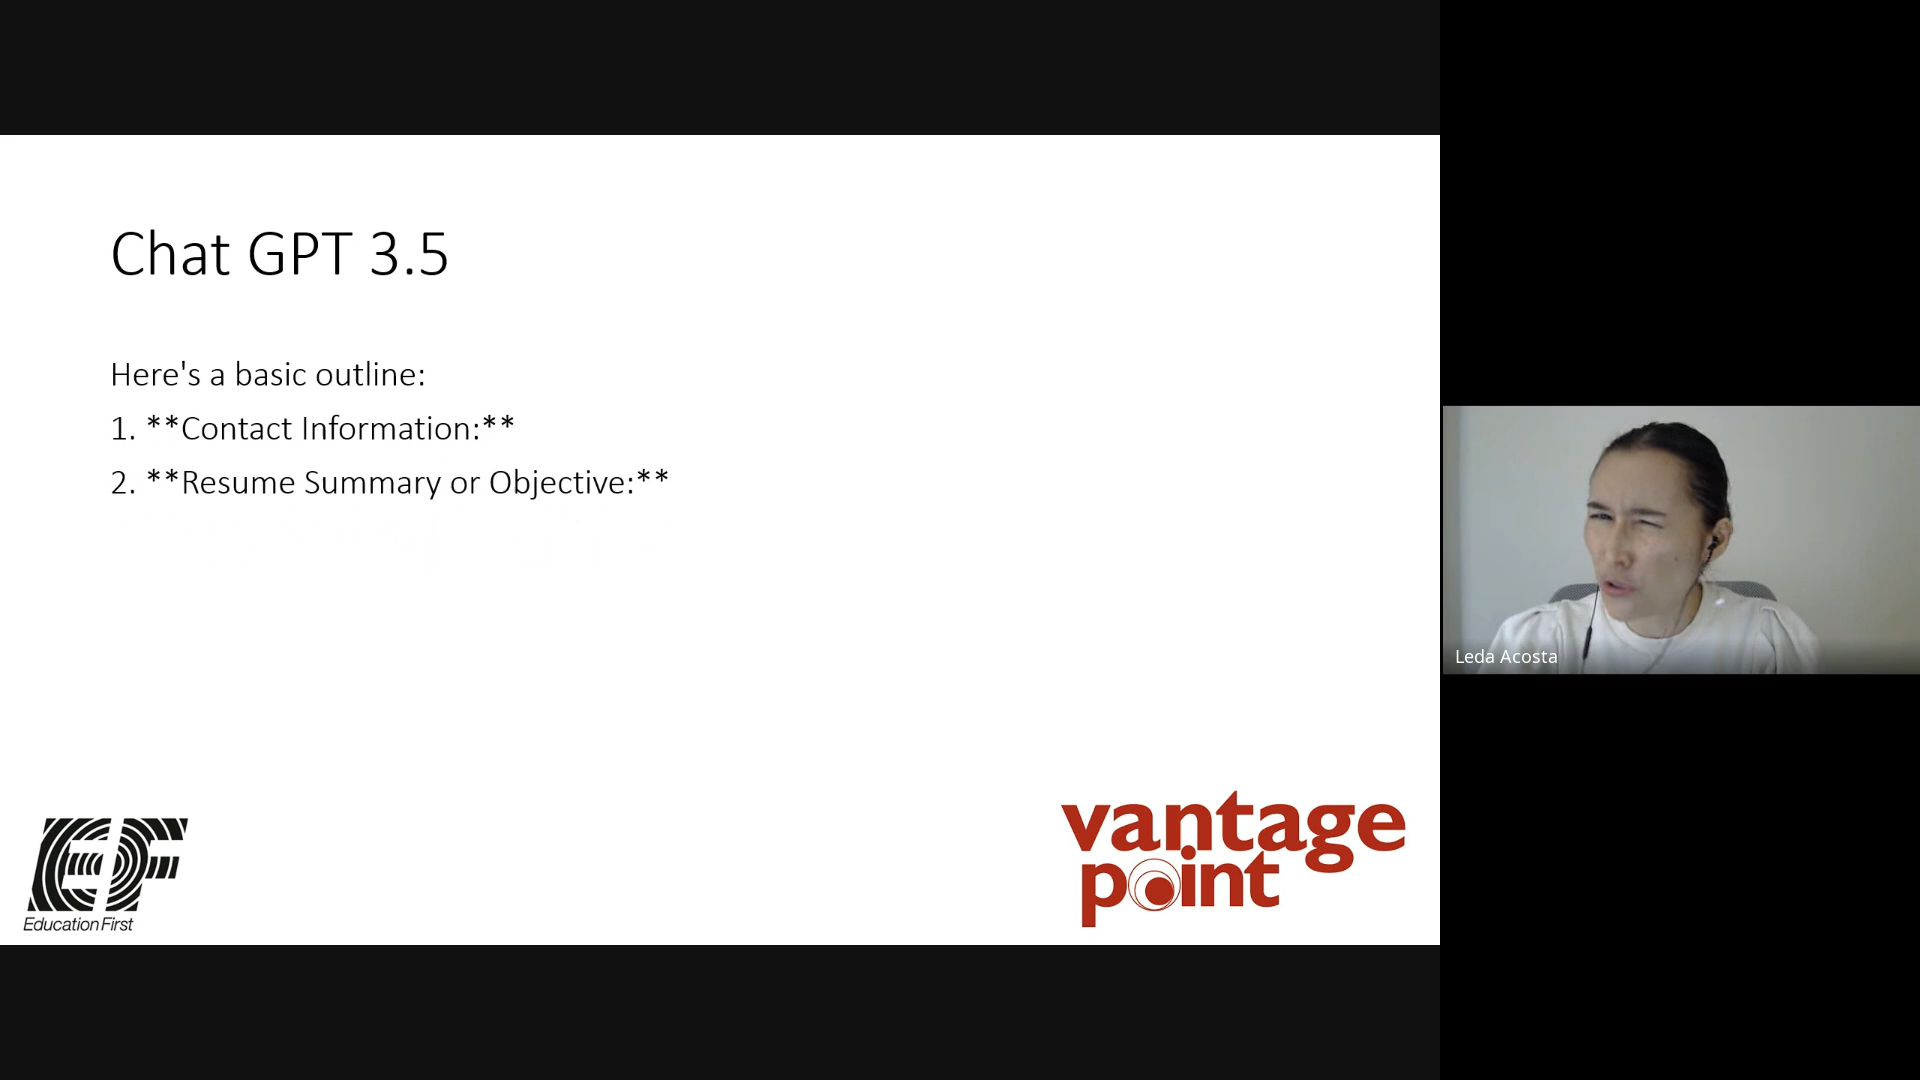 Chat GPT 3.5
Here's a basic outline:
1. **Contact Information:**
2. **Resume Summary or Objective:**
Leda Acosta
EF
Education First
vantage
point